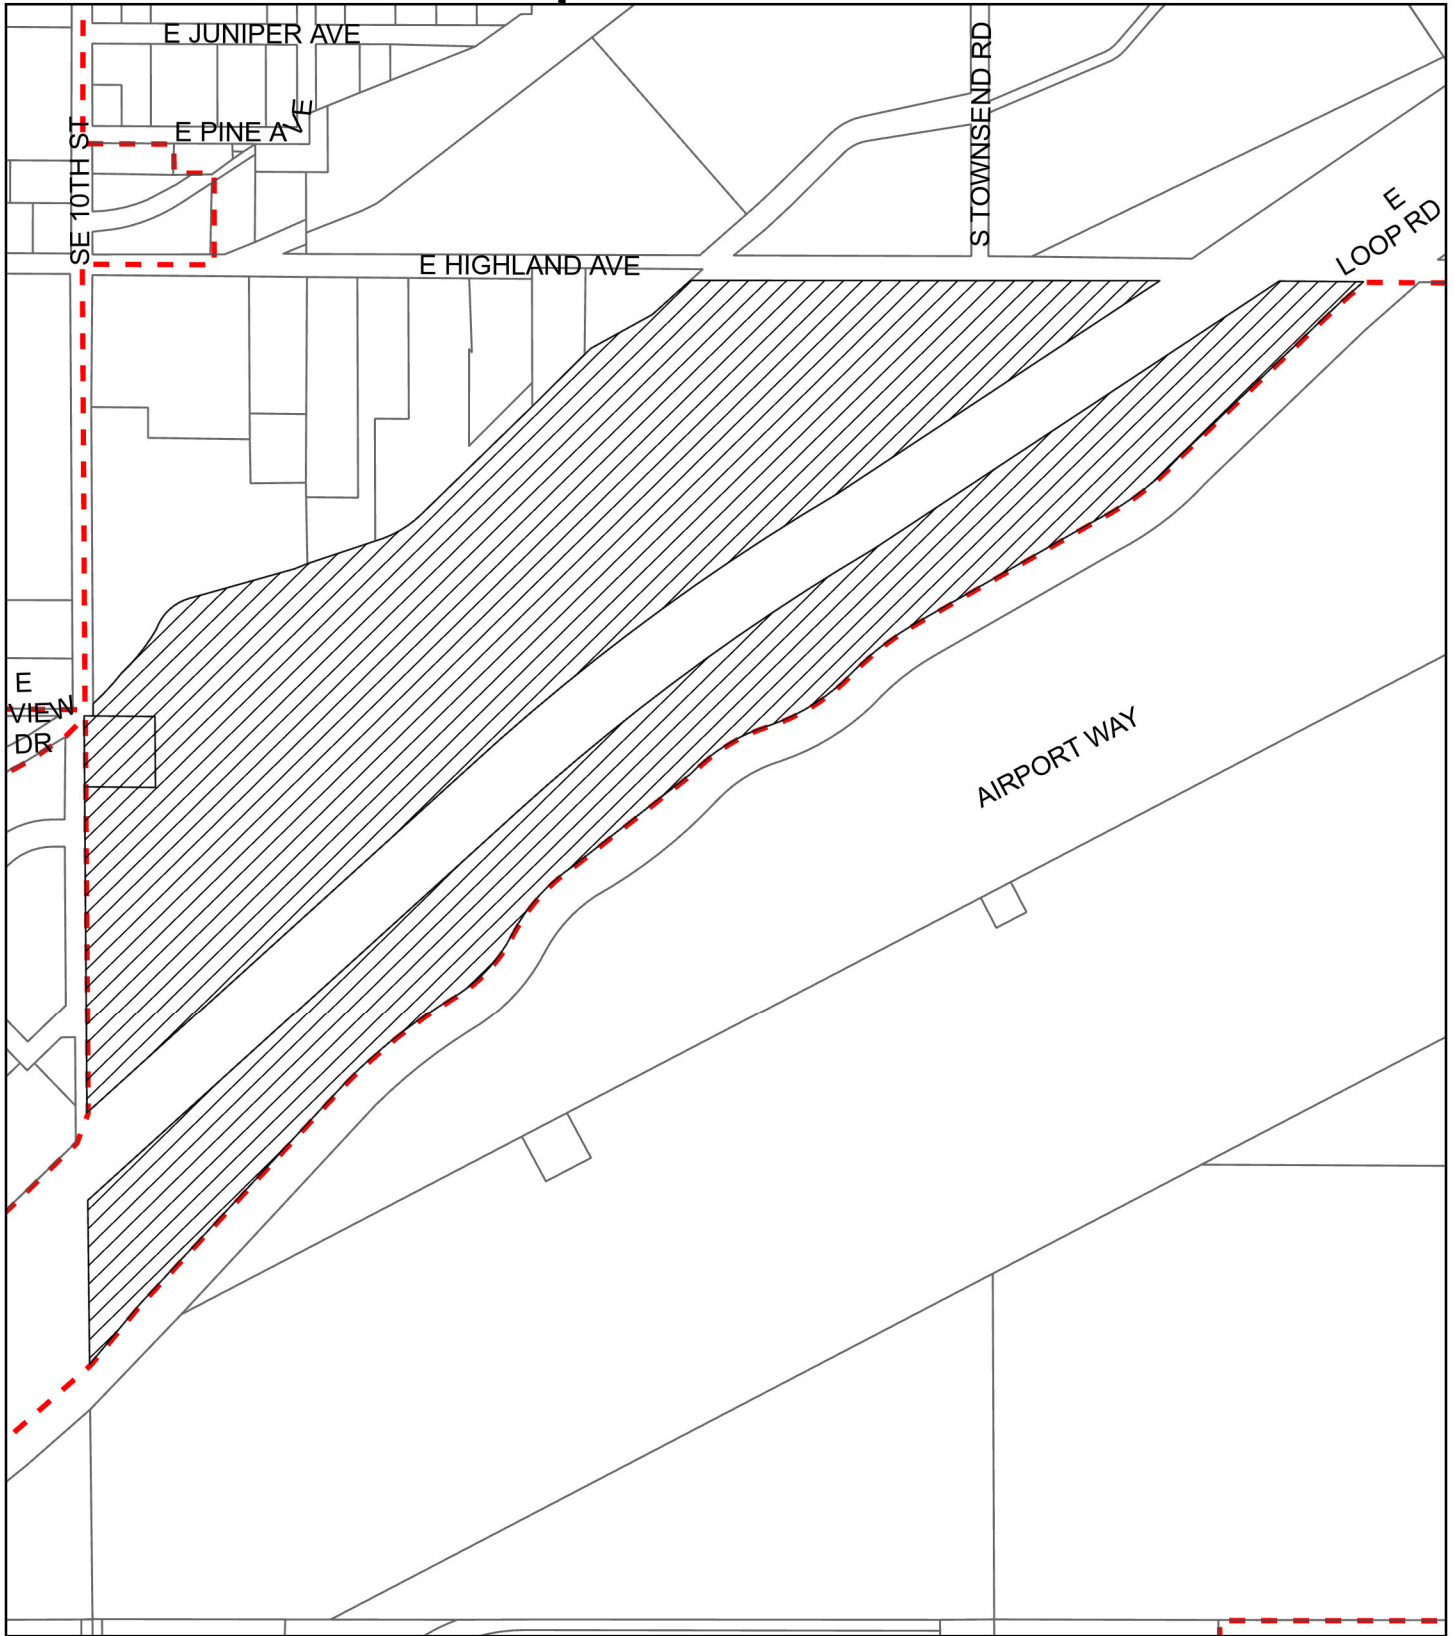 E JUNIPER AVE
E PINE AVE
SE 10TH ST
S TOWNSEND RD
E
LOOP RD
E HIGHLAND AVE
E
VIEW
DR
AIRPORT WAY